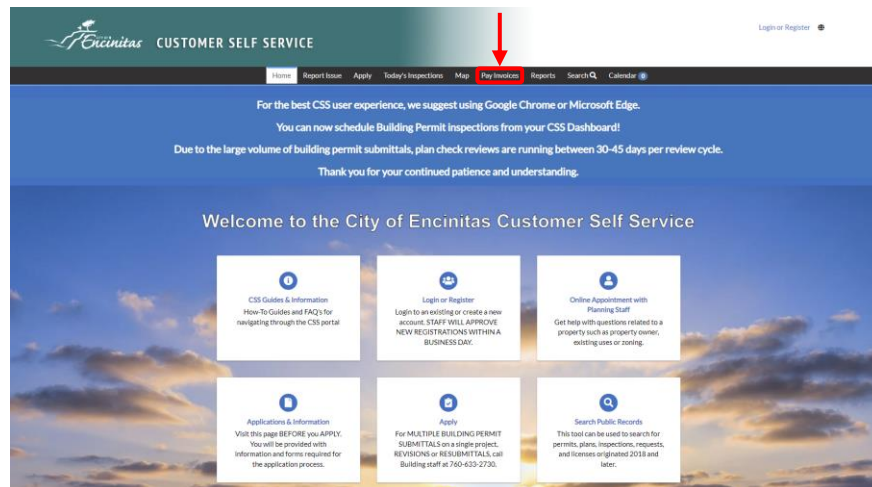 Login or Register
Encinitas CUSTOMER SELF SERVICE
Home Report Issue Apply Today's Inspections Map Pay Invoices Reports Search Calendar 0
For the best CSS user experience, we suggest using Google Chrome or Microsoft Edge.
You can now schedule Building Permit inspections from your CSS Dashboard!
Due to the large volume of building permit submittals, plan check reviews are running between 30-45 days per review cycle.
Thank you for your continued patience and understanding.
Welcome to the City of Encinitas Customer Self Service
CSS Guides & Information
How-To Guides and FAQ's for
navigating through the CSS portal
Login or Register
Login to an existing or create a new
account. STAFF WILL APPROVE
NEW REGISTRATIONS WITHIN A
BUSINESS DAY.
Online Appointment with
Planning Staff
Get help with questions related to a
property such as property owner,
existing uses or zoning.
Applications & Information
Visit this page BEFORE you APPLY.
You will be provided with
information and forms required for
the application process.
Apply
For MULTIPLE BUILDING PERMIT
SUBMITTALS on a single project,
REVISIONS or RESUBMITTALS, call
Building staff at 760-633-2730.
Search Public Records
This tool can be used to search for
permits, plans, inspections, requests,
and licenses originated 2018 and
later.